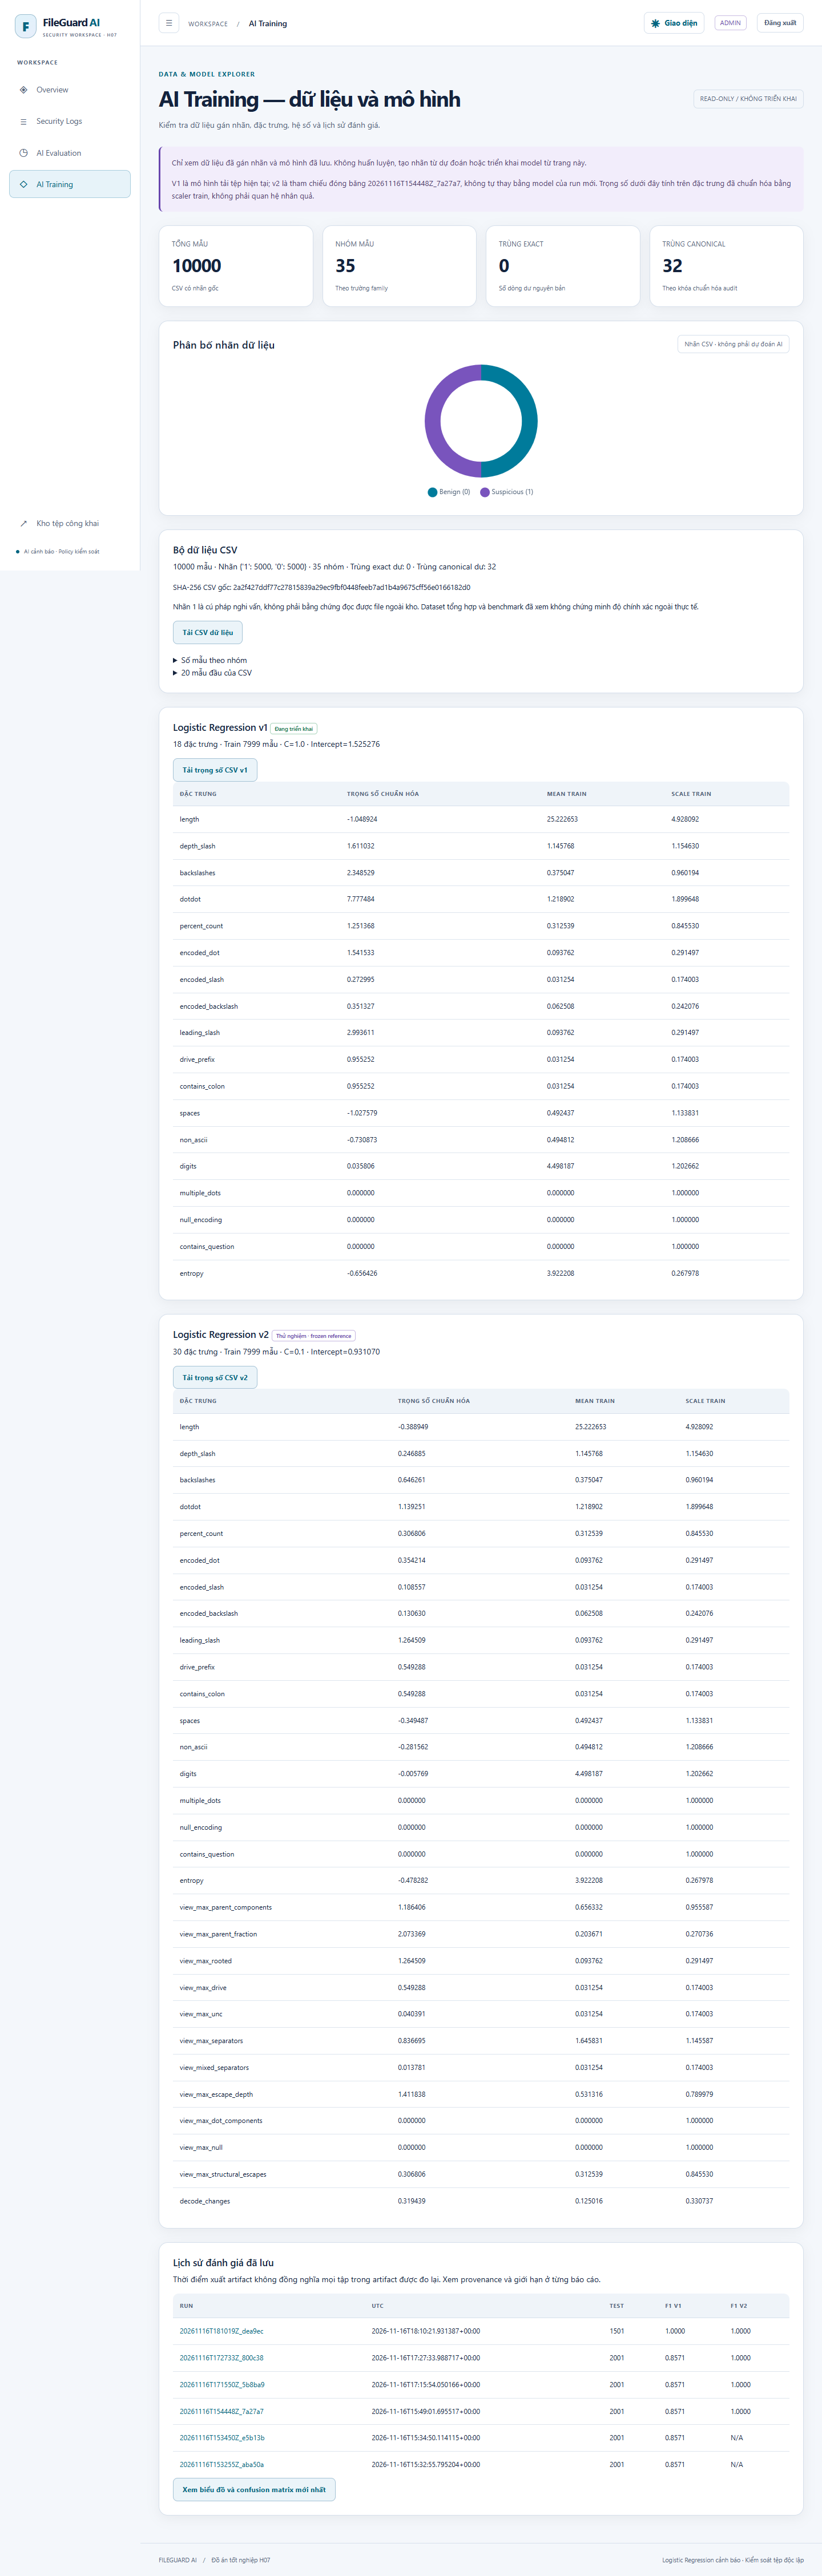 F
FileGuard AI
SECURITY WORKSPACE · H07
WORKSPACE
Overview
Security Logs
AI Evaluation
AI Training
Kho tệp công khai
AI cảnh báo · Policy kiểm soát
WORKSPACE / AI Training
Giao diện
ADMIN
Đăng xuất
DATA & MODEL EXPLORER
AI Training — dữ liệu và mô hình
READ-ONLY / KHÔNG TRIỂN KHAI
Kiểm tra dữ liệu gán nhãn, đặc trưng, hệ số và lịch sử đánh giá.
Chỉ xem dữ liệu đã gán nhãn và mô hình đã lưu. Không huấn luyện, tạo nhãn từ dự đoán hoặc triển khai model từ trang này.
V1 là mô hình tải tệp hiện tại; v2 là tham chiếu đóng băng 20261116T154448Z_7a27a7, không tự thay bằng model của run mới. Trọng số dưới đây tính trên đặc trưng đã chuẩn hóa bằng
scaler train, không phải quan hệ nhân quả.
TỔNG MẪU
10000
CSV có nhãn gốc
NHÓM MẪU
35
Theo trường family
TRÙNG EXACT
0
Số dòng dư nguyên bản
TRÙNG CANONICAL
32
Theo khóa chuẩn hóa audit
Phân bố nhãn dữ liệu
Nhãn CSV · không phải dự đoán AI
Benign (0) Suspicious (1)
Bộ dữ liệu CSV
10000 mẫu · Nhãn {'1': 5000, '0': 5000} · 35 nhóm · Trùng exact dư: 0 · Trùng canonical dư: 32
SHA-256 CSV gốc: 2a2f427ddf77c27815839a29ec9fbf0448feeb7ad1b4a9675cff56e0166182d0
Nhãn 1 là cú pháp nghi vấn, không phải bằng chứng đọc được file ngoài kho. Dataset tổng hợp và benchmark đã xem không chứng minh độ chính xác ngoài thực tế.
Tải CSV dữ liệu
▶ Số mẫu theo nhóm
▶ 20 mẫu đầu của CSV
Logistic Regression v1 Đang triển khai
18 đặc trưng · Train 7999 mẫu · C=1.0 · Intercept=1.525276
Tải trọng số CSV v1
ĐẶC TRƯNG TRỌNG SỐ CHUẨN HÓA MEAN TRAIN SCALE TRAIN
length -1.048924 25.222653 4.928092
depth_slash 1.611032 1.145768 1.154630
backslashes 2.348529 0.375047 0.960194
dotdot 7.777484 1.218902 1.899648
percent_count 1.251368 0.312539 0.845530
encoded_dot 1.541533 0.093762 0.291497
encoded_slash 0.272995 0.031254 0.174003
encoded_backslash 0.351327 0.062508 0.242076
leading_slash 2.993611 0.093762 0.291497
drive_prefix 0.955252 0.031254 0.174003
contains_colon 0.955252 0.031254 0.174003
spaces -1.027579 0.492437 1.133831
non_ascii -0.730873 0.494812 1.208666
digits 0.035806 4.498187 1.202662
multiple_dots 0.000000 0.000000 1.000000
null_encoding 0.000000 0.000000 1.000000
contains_question 0.000000 0.000000 1.000000
entropy -0.656426 3.922208 0.267978
Logistic Regression v2 Thử nghiệm · frozen reference
30 đặc trưng · Train 7999 mẫu · C=0.1 · Intercept=0.931070
Tải trọng số CSV v2
ĐẶC TRƯNG TRỌNG SỐ CHUẨN HÓA MEAN TRAIN SCALE TRAIN
length -0.388949 25.222653 4.928092
depth_slash 0.246885 1.145768 1.154630
backslashes 0.646261 0.375047 0.960194
dotdot 1.139251 1.218902 1.899648
percent_count 0.306806 0.312539 0.845530
encoded_dot 0.354214 0.093762 0.291497
encoded_slash 0.108557 0.031254 0.174003
encoded_backslash 0.130630 0.062508 0.242076
leading_slash 1.264509 0.093762 0.291497
drive_prefix 0.549288 0.031254 0.174003
contains_colon 0.549288 0.031254 0.174003
spaces -0.349487 0.492437 1.133831
non_ascii -0.281562 0.494812 1.208666
digits -0.005769 4.498187 1.202662
multiple_dots 0.000000 0.000000 1.000000
null_encoding 0.000000 0.000000 1.000000
contains_question 0.000000 0.000000 1.000000
entropy -0.478282 3.922208 0.267978
view_max_parent_components 1.186406 0.656332 0.955587
view_max_parent_fraction 2.073369 0.203671 0.270736
view_max_rooted 1.264509 0.093762 0.291497
view_max_drive 0.549288 0.031254 0.174003
view_max_unc 0.040391 0.031254 0.174003
view_max_separators 0.836695 1.645831 1.145587
view_mixed_separators 0.013781 0.031254 0.174003
view_max_escape_depth 1.411838 0.531316 0.789979
view_max_dot_components 0.000000 0.000000 1.000000
view_max_null 0.000000 0.000000 1.000000
view_max_structural_escapes 0.306806 0.312539 0.845530
decode_changes 0.319439 0.125016 0.330737
Lịch sử đánh giá đã lưu
Thời điểm xuất artifact không đồng nghĩa mọi tập trong artifact được đo lại. Xem provenance và giới hạn ở từng báo cáo.
RUN UTC TEST F1 V1 F1 V2
20261116T181019Z_dea9ec 2026-11-16T18:10:21.931387+00:00 1501 1.0000 1.0000
20261116T172733Z_800c38 2026-11-16T17:27:33.988717+00:00 2001 0.8571 1.0000
20261116T171550Z_5b8ba9 2026-11-16T17:15:54.050166+00:00 2001 0.8571 1.0000
20261116T154448Z_7a27a7 2026-11-16T15:49:01.695517+00:00 2001 0.8571 1.0000
20261116T153450Z_e5b13b 2026-11-16T15:34:50.114115+00:00 2001 0.8571 N/A
20261116T153255Z_aba50a 2026-11-16T15:32:55.795204+00:00 2001 0.8571 N/A
Xem biểu đồ và confusion matrix mới nhất
FILEGUARD AI / Đồ án tốt nghiệp H07
Logistic Regression cảnh báo · Kiểm soát tệp độc lập